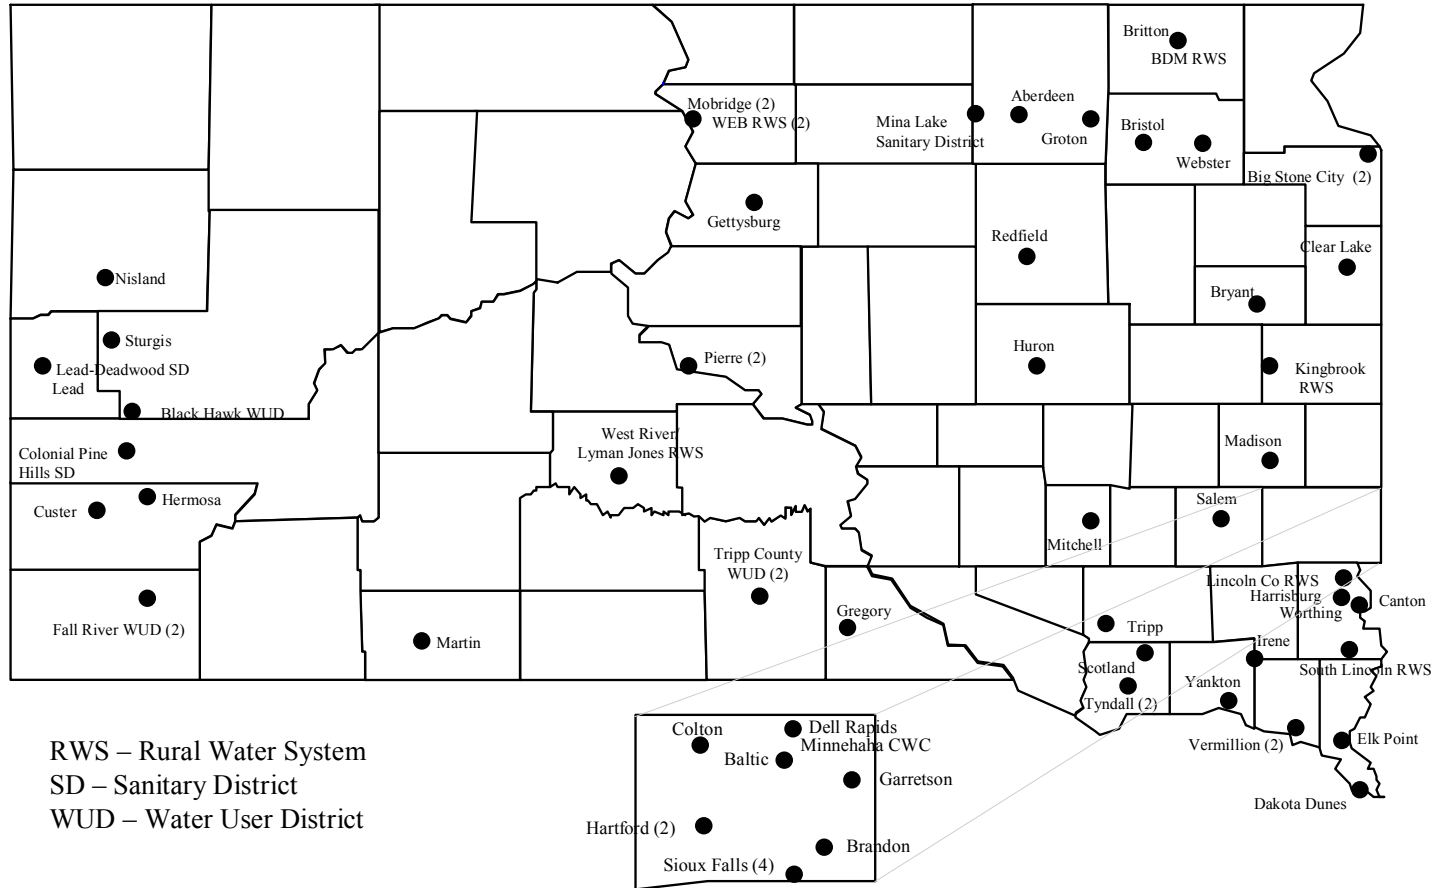 Britton
BDM RWS
Mobridge (2)
WEB RWS (2)
Mina Lake
Sanitary District
Aberdeen
Groton
Bristol
Webster
Big Stone City (2)
Gettysburg
Redfield
Clear Lake
Nisland
Bryant
Sturgis
Lead-Deadwood SD
Lead
Pierre (2)
Huron
Kingbrook
RWS
Black Hawk WUD
Colonial Pine
Hills SD
West River/
Lyman Jones RWS
Madison
Hermosa
Custer
Salem
Mitchell
Tripp County
WUD (2)
Lincoln Co RWS
Harrisburg
Worthing
Canton
Gregory
Fall River WUD (2)
Martin
Tripp
Irene
Scotland
South Lincoln RWS
Yankton
Tyndall (2)
Vermillion (2)
Elk Point
Dakota Dunes
Colton
Dell Rapids
Minnehaha CWC
Baltic
Garretson
Hartford (2)
Brandon
Sioux Falls (4)
RWS – Rural Water System
SD – Sanitary District
WUD – Water User District